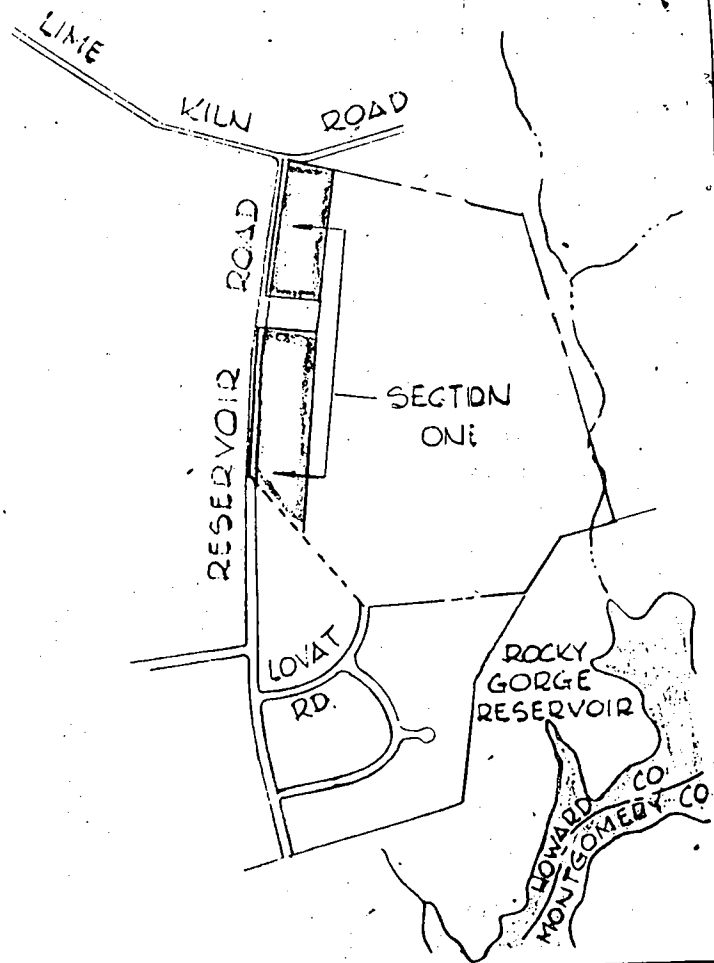 LIME
KILN
ROAD
ROAD
RESERVOIR
SECTION
ONE
LOVAT
RD.
ROCKY
GORGE
RESERVOIR
HOWARD CO
MONTGOMERY CO